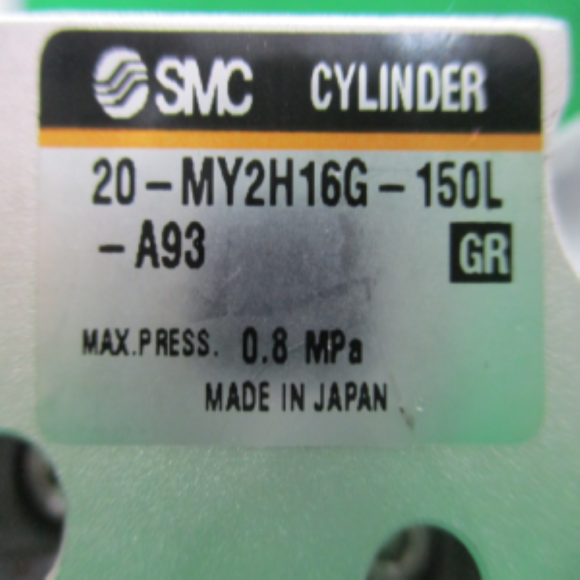 SMC CYLINDER
20-MY2H16G-150L
-A93
GR
MAX.PRESS. 0.8 MPa
MADE IN JAPAN